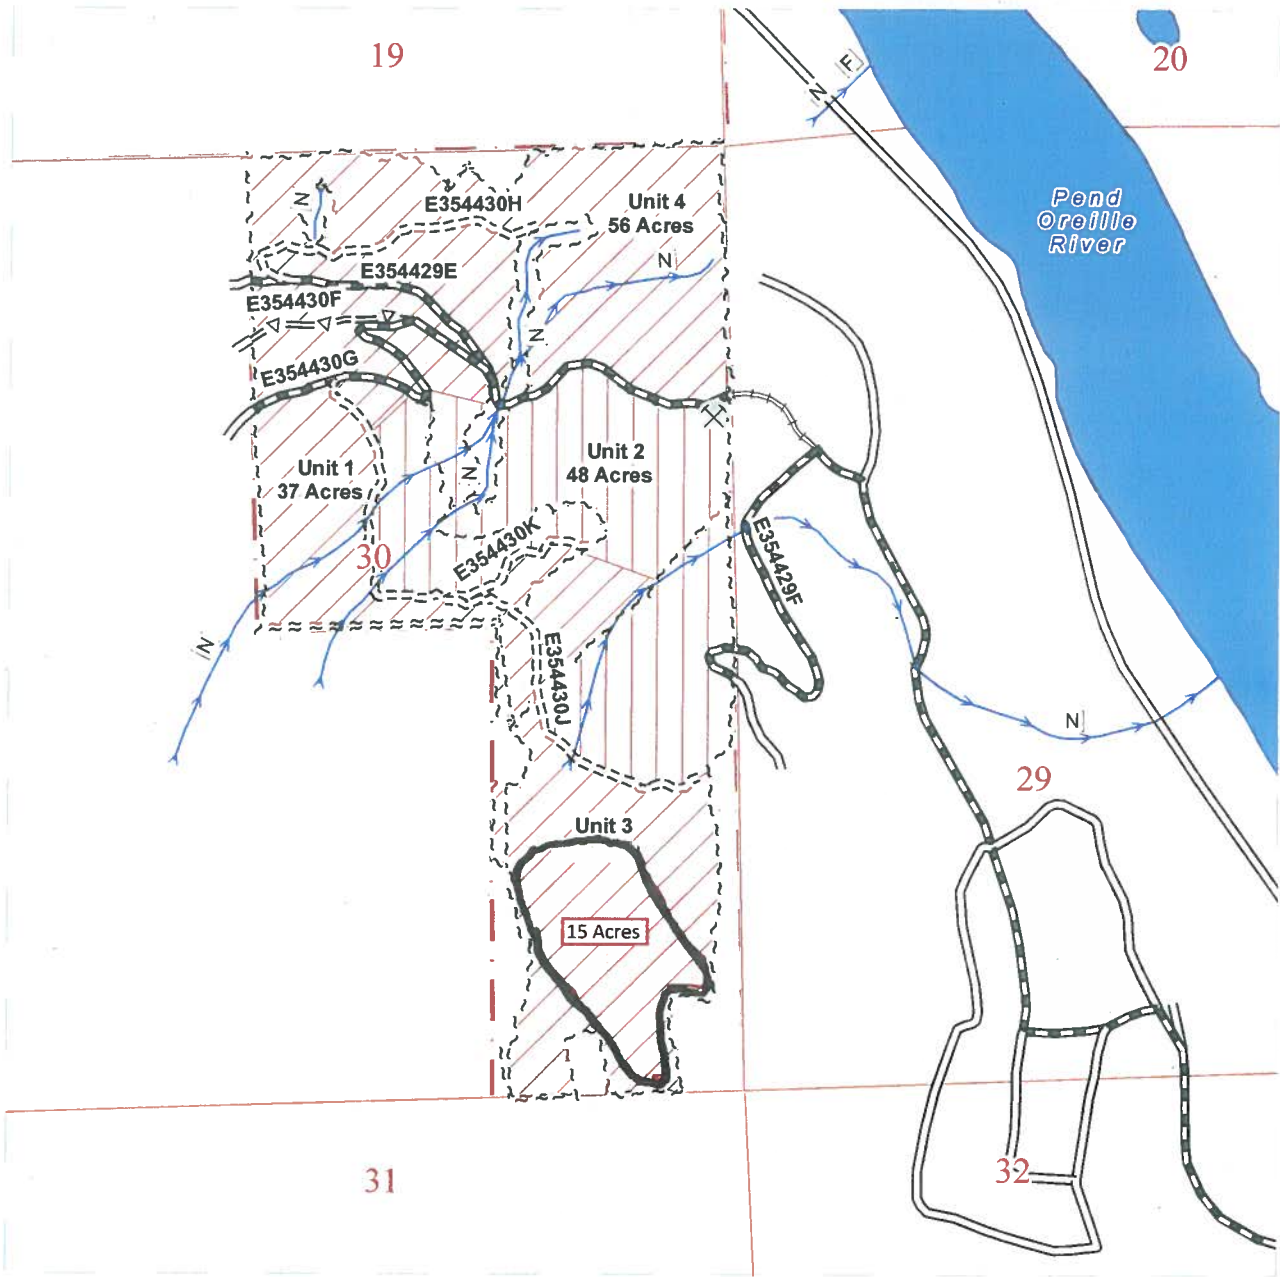 19
20
F
N
Pend
Oreille
River
N
E354430H
Unit 4
56 Acres
E354429E
N
E354430F
N
E354430G
Unit 1
37 Acres
Unit 2
48 Acres
N
30
E354430K
E354429F
N
E354430J
N
29
Unit 3
15 Acres
31
32